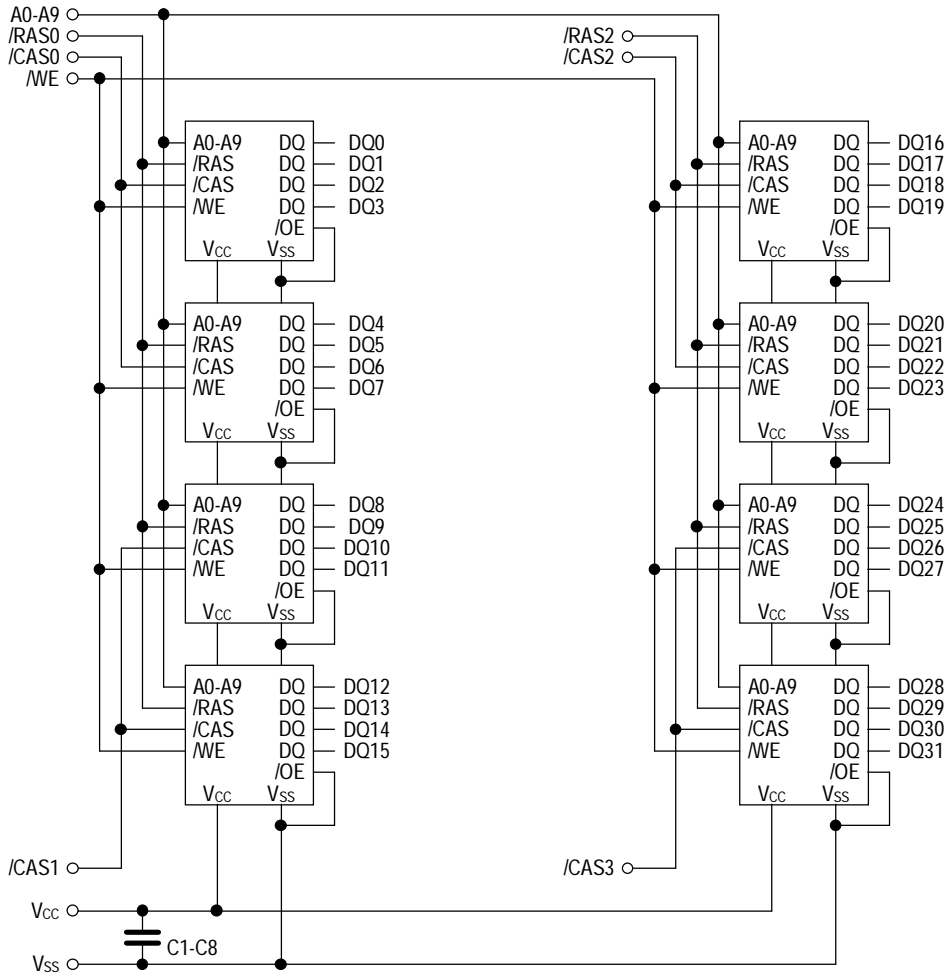 A0-A9
/RAS0
/CAS0
/WE
/RAS2
/CAS2
A0-A9 DQ DQ0
/RAS DQ DQ1
/CAS DQ DQ2
/WE DQ DQ3
/OE
VCC VSS
A0-A9 DQ DQ16
/RAS DQ DQ17
/CAS DQ DQ18
/WE DQ DQ19
/OE
VCC VSS
A0-A9 DQ DQ4
/RAS DQ DQ5
/CAS DQ DQ6
/WE DQ DQ7
/OE
VCC VSS
A0-A9 DQ DQ20
/RAS DQ DQ21
/CAS DQ DQ22
/WE DQ DQ23
/OE
VCC VSS
A0-A9 DQ DQ8
/RAS DQ DQ9
/CAS DQ DQ10
/WE DQ DQ11
/OE
VCC VSS
A0-A9 DQ DQ24
/RAS DQ DQ25
/CAS DQ DQ26
/WE DQ DQ27
/OE
VCC VSS
A0-A9 DQ DQ12
/RAS DQ DQ13
/CAS DQ DQ14
/WE DQ DQ15
/OE
VCC VSS
A0-A9 DQ DQ28
/RAS DQ DQ29
/CAS DQ DQ30
/WE DQ DQ31
/OE
VCC VSS
/CAS1
/CAS3
VCC
C1-C8
VSS